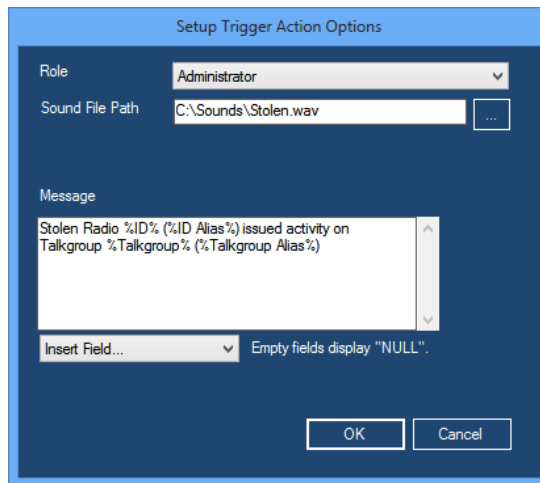 Setup Trigger Action Options
Role
Administrator
Sound File Path
C:\Sounds\Stolen.wav
...
Message
Stolen Radio %ID% (%ID Alias%) issued activity on
Talkgroup %Talkgroup% (%Talkgroup Alias%)
Insert Field...
Empty fields display "NULL".
OK
Cancel